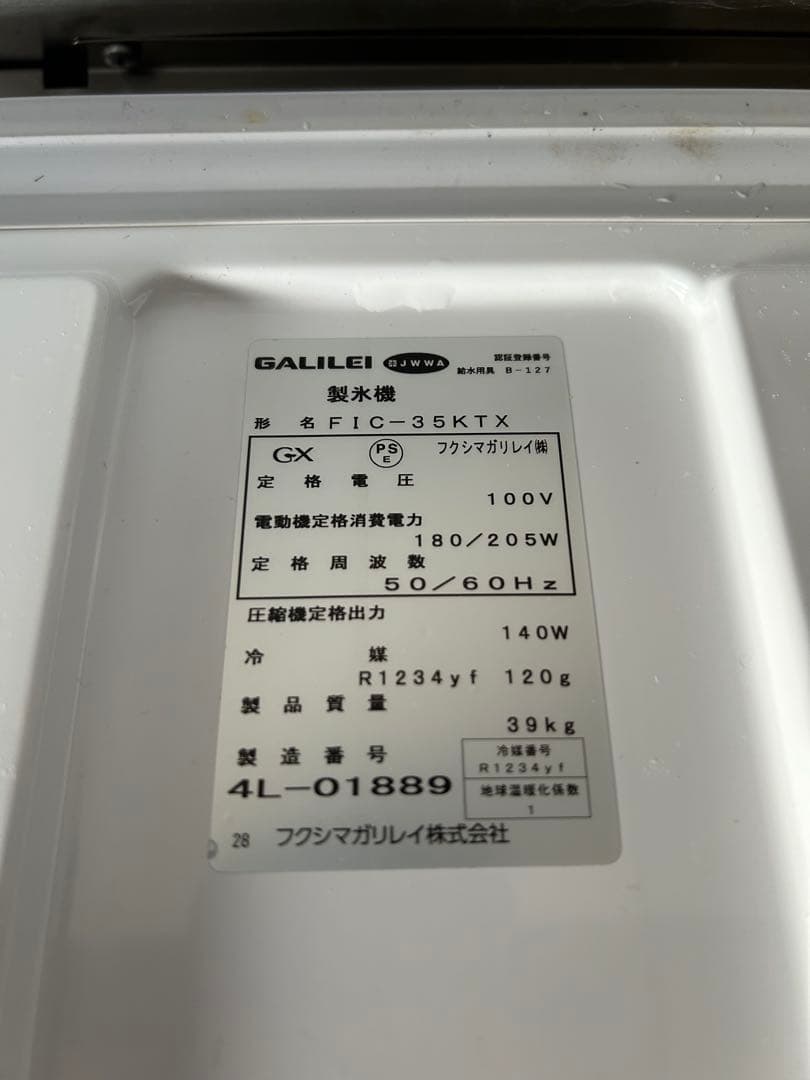 GALILEI JWWA 認証登録番号
給水用具 B-127
製氷機
形名 FIC-35KTX
GX PS E フクシマガリレイ㈱
定格電圧
100V
電動機定格消費電力
180/205W
定格周波数
50/60Hz
圧縮機定格出力
140W
冷媒
R1234yf 120g
製品質量
39kg
製造番号
4L-01889
冷媒番号
R1234yf
地球温暖化係数
1
28 フクシマガリレイ株式会社